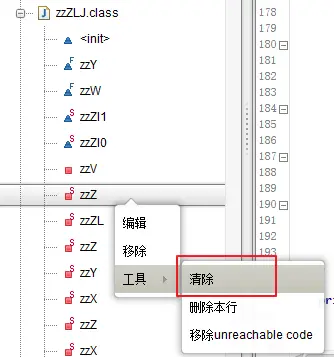 zzZLJ.class
<init>
zzY
zzW
zzZI1
zzZI0
zzV
zzZ
zzZL
zzZ
zzY
zzX
zzZ
zzX
编辑
移除
工具
清除
删除本行
移除unreachable code
178
179
180
181
182
183
184
185
186
187
188
189
190
191
192
193